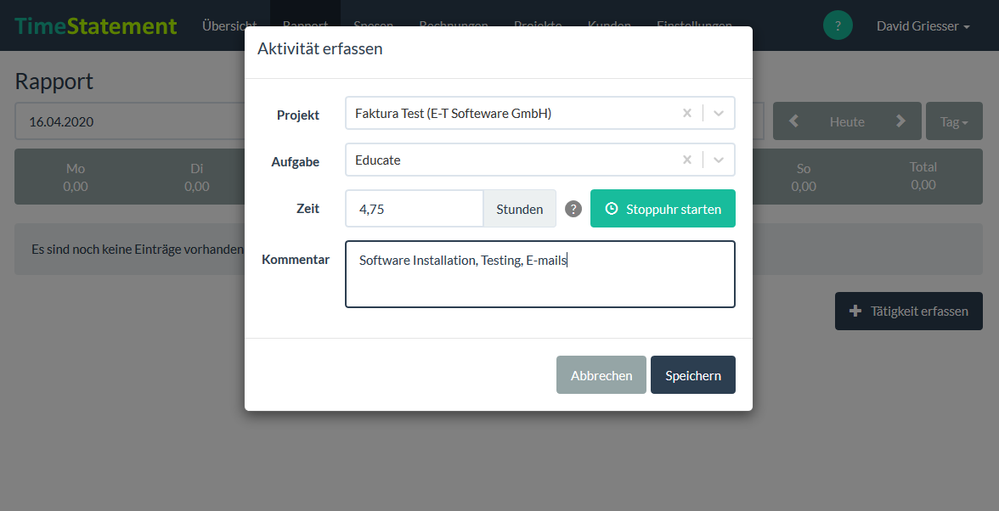 TimeStatement Übersicht Rapport Spesen Rechnungen Projekte Kunden Einstellungen ? David Griesser
Aktivität erfassen
Rapport
Projekt Faktura Test (E-T Softeware GmbH)
16.04.2020 Heute Tag
Aufgabe Educate
Mo Di So Total
0,00 0,00 0,00 0,00
Zeit 4,75 Stunden ? Stoppuhr starten
Es sind noch keine Einträge vorhanden
Kommentar Software Installation, Testing, E-mails
Tätigkeit erfassen
Abbrechen Speichern